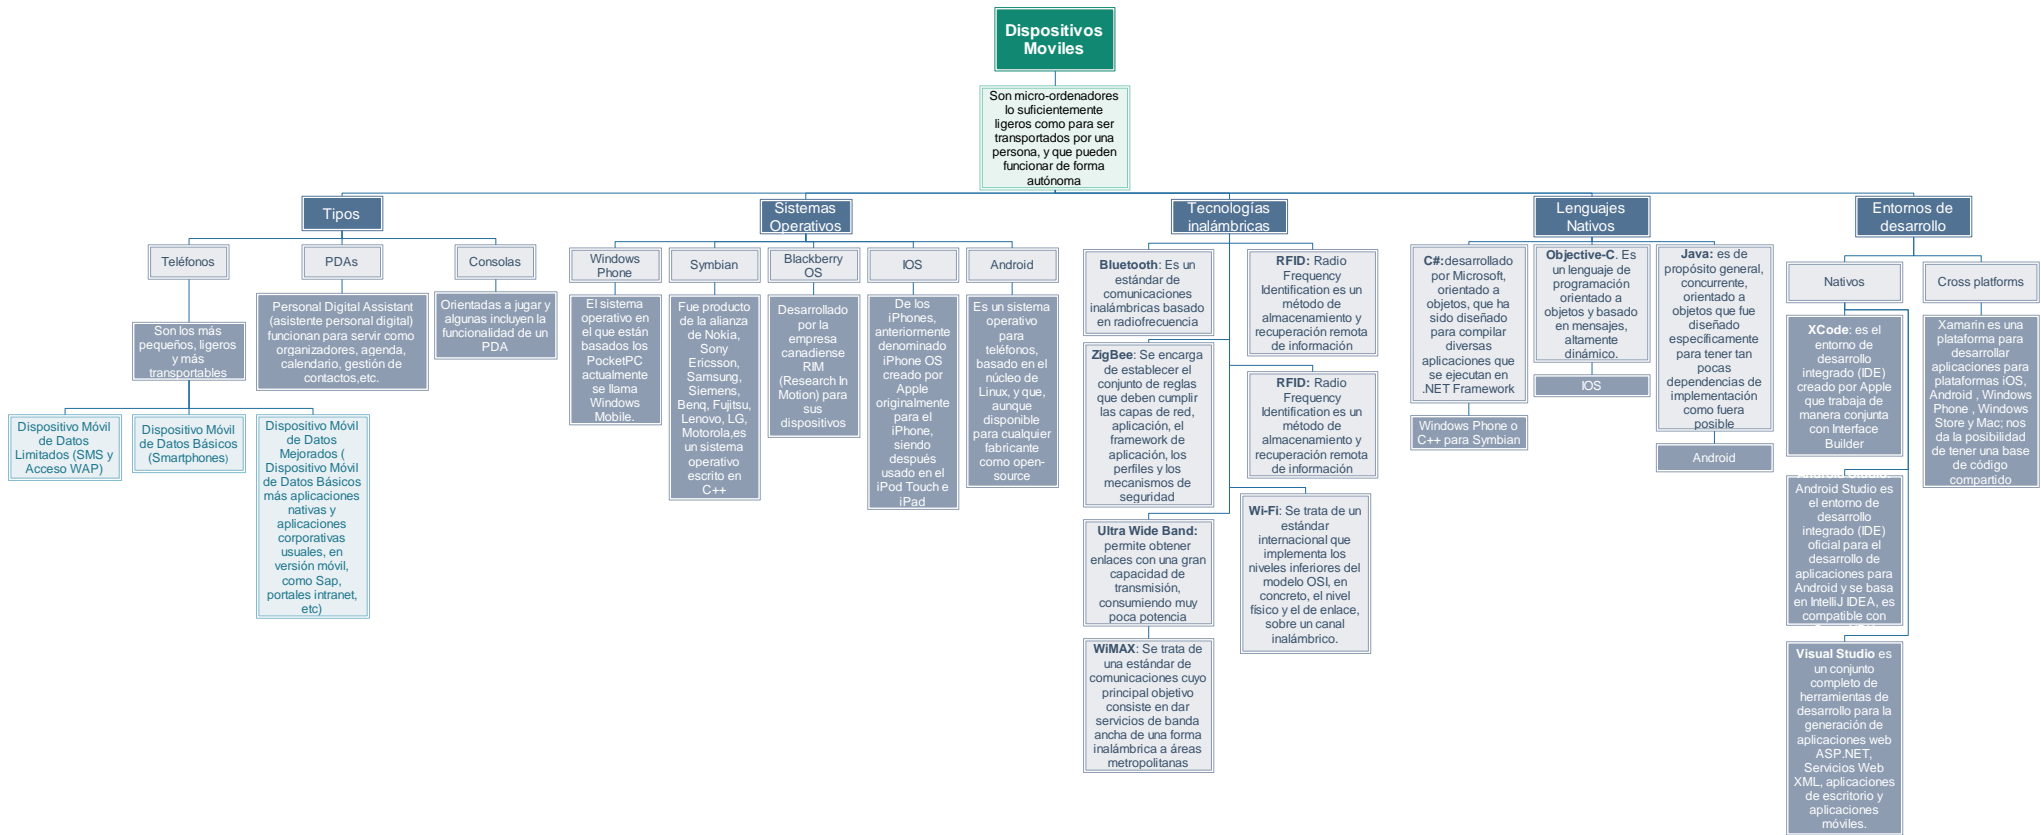 Dispositivos
Moviles
Son micro-ordenadores
lo suficientemente
ligeros como para ser
transportados por una
persona, y que pueden
funcionar de forma
autónoma
Tipos
Teléfonos
Son los más
pequeños, ligeros
y más
transportables
Dispositivo Móvil
de Datos
Limitados (SMS y
Acceso WAP)
Dispositivo Móvil
de Datos Básicos
(Smartphones)
Dispositivo Móvil
de Datos
Mejorados (
Dispositivo Móvil
de Datos Básicos
más aplicaciones
nativas y
aplicaciones
corporativas
usuales, en
versión móvil,
como Sap,
portales intranet,
etc)
PDAs
Personal Digital Assistant
(asistente personal digital)
funcionan para servir como
organizadores, agenda,
calendario, gestión de
contactos,etc.
Consolas
Orientadas a jugar y
algunas incluyen la
funcionalidad de un
PDA
Sistemas
Operativos
Windows
Phone
El sistema
operativo en
el que están
basados los
PocketPC
actualmente
se llama
Windows
Mobile.
Symbian
Fue producto
de la alianza
de Nokia,
Sony
Ericsson,
Samsung,
Siemens,
Benq, Fujitsu,
Lenovo, LG,
Motorola,es
un sistema
operativo
escrito en
C++
Blackberry
OS
Desarrollado
por la
empresa
canadiense
RIM
(Research In
Motion) para
sus
dispositivos
IOS
De los
iPhones,
anteriormente
denominado
iPhone OS
creado por
Apple
originalmente
para el
iPhone,
siendo
después
usado en el
iPod Touch e
iPad
Android
Es un sistema
operativo
para
teléfonos,
basado en el
núcleo de
Linux, y que,
aunque
disponible
para cualquier
fabricante
como open-
source
Tecnologías
inalámbricas
Bluetooth: Es un
estándar de
comunicaciones
inalámbricas basado
en radiofrecuencia
RFID: Radio
Frequency
Identification es un
método de
almacenamiento y
recuperación remota
de información
ZigBee: Se encarga
de establecer el
conjunto de reglas
que deben cumplir
las capas de red,
aplicación, el
framework de
aplicación, los
perfiles y los
mecanismos de
seguridad
RFID: Radio
Frequency
Identification es un
método de
almacenamiento y
recuperación remota
de información
Ultra Wide Band:
permite obtener
enlaces con una gran
capacidad de
transmisión,
consumiendo muy
poca potencia
Wi-Fi: Se trata de un
estándar
internacional que
implementa los
niveles inferiores del
modelo OSI, en
concreto, el nivel
físico y el de enlace,
sobre un canal
inalámbrico.
WiMAX: Se trata de
una estándar de
comunicaciones cuyo
principal objetivo
consiste en dar
servicios de banda
ancha de una forma
inalámbrica a áreas
metropolitanas
Lenguajes
Nativos
C#:desarrollado
por Microsoft,
orientado a
objetos, que ha
sido diseñado
para compilar
diversas
aplicaciones que
se ejecutan en
.NET Framework
Windows Phone o
C++ para Symbian
Objective-C. Es
un lenguaje de
programación
orientado a
objetos y basado
en mensajes,
altamente
dinámico.
IOS
Java: es de
propósito general,
concurrente,
orientado a
objetos que fue
diseñado
específicamente
para tener tan
pocas
dependencias de
implementación
como fuera
posible
Android
Entornos de
desarrollo
Nativos
XCode: es el
entorno de
desarrollo
integrado (IDE)
creado por Apple
que trabaja de
manera conjunta
con Interface
Builder
Android Studio es
el entorno de
desarrollo
integrado (IDE)
oficial para el
desarrollo de
aplicaciones para
Android y se basa
en IntelliJ IDEA, es
compatible con
Visual Studio es
un conjunto
completo de
herramientas de
desarrollo para la
generación de
aplicaciones web
ASP.NET,
Servicios Web
XML, aplicaciones
de escritorio y
aplicaciones
móviles.
Cross platforms
Xamarin es una
plataforma para
desarrollar
aplicaciones para
plataformas iOS,
Android , Windows
Phone , Windows
Store y Mac; nos
da la posibilidad
de tener una base
de código
compartido